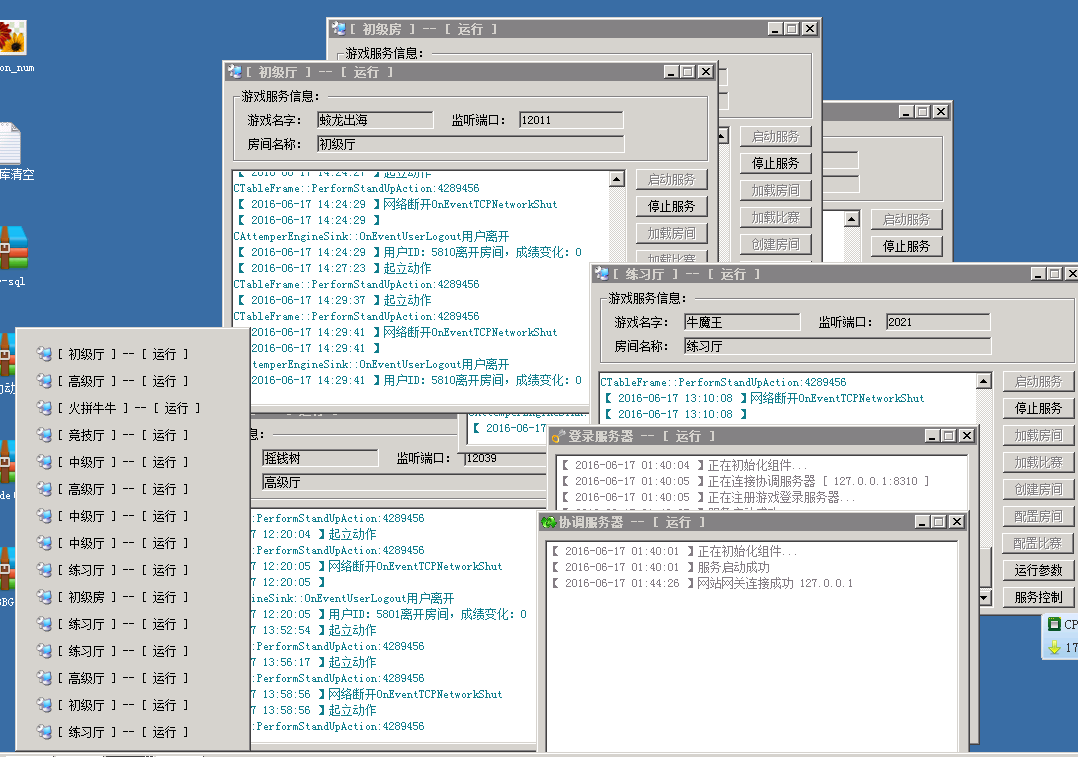 [ 初级房 ] -- [ 运行 ]
游戏服务信息:
启动服务
停止服务
加载房间
加载比赛
创建房间
[ 初级厅 ] -- [ 运行 ]
游戏服务信息:
游戏名字: 蛟龙出海 监听端口: 12011
房间名称: 初级厅
【 2016-06-17 14:24:27 】起立动作
CTableFrame::PerformStandUpAction:4289456
【 2016-06-17 14:24:29 】网络断开OnEventTCPNetworkShut
【 2016-06-17 14:24:29 】
CAttemperEngineSink::OnEventUserLogout用户离开
【 2016-06-17 14:24:29 】用户ID: 5810离开房间, 成绩变化: 0
【 2016-06-17 14:27:23 】起立动作
CTableFrame::PerformStandUpAction:4289456
【 2016-06-17 14:29:37 】起立动作
CTableFrame::PerformStandUpAction:4289456
2016-06-17 14:29:41 】网络断开OnEventTCPNetworkShut
2016-06-17 14:29:41 】
temperEngineSink::OnEventUserLogout用户离开
2016-06-17 14:29:41 】用户ID: 5810离开房间, 成绩变化: 0
启动服务
停止服务
加载房间
加载比赛
启动服务
停止服务
[ 练习厅 ] -- [ 运行 ]
游戏服务信息:
游戏名字: 牛魔王 监听端口: 2021
房间名称: 练习厅
CTableFrame::PerformStandUpAction:4289456
【 2016-06-17 13:10:08 】网络断开OnEventTCPNetworkShut
【 2016-06-17 13:10:08 】
启动服务
停止服务
加载房间
加载比赛
创建房间
配置房间
配置比赛
运行参数
服务控制
[ 初级厅 ] -- [ 运行 ]
[ 高级厅 ] -- [ 运行 ]
[ 火拼牛牛 ] -- [ 运行 ]
[ 竞技厅 ] -- [ 运行 ]
[ 中级厅 ] -- [ 运行 ]
[ 高级厅 ] -- [ 运行 ]
[ 中级厅 ] -- [ 运行 ]
[ 中级厅 ] -- [ 运行 ]
[ 练习厅 ] -- [ 运行 ]
[ 初级房 ] -- [ 运行 ]
[ 练习厅 ] -- [ 运行 ]
[ 练习厅 ] -- [ 运行 ]
[ 高级厅 ] -- [ 运行 ]
[ 初级厅 ] -- [ 运行 ]
[ 练习厅 ] -- [ 运行 ]
息:
摇钱树 监听端口: 12039
高级厅
【 2016-06-17
:PerformStandUpAction:4289456
7 12:20:04 】起立动作
:PerformStandUpAction:4289456
7 12:20:05 】网络断开OnEventTCPNetworkShut
7 12:20:05 】
ineSink::OnEventUserLogout用户离开
7 12:20:05 】用户ID: 5801离开房间, 成绩变化: 0
7 13:52:54 】起立动作
:PerformStandUpAction:4289456
7 13:56:17 】起立动作
:PerformStandUpAction:4289456
7 13:58:56 】网络断开OnEventTCPNetworkShut
7 13:58:56 】起立动作
:PerformStandUpAction:4289456
登录服务器 -- [ 运行 ]
【 2016-06-17 01:40:04 】正在初始化组件...
【 2016-06-17 01:40:05 】正在连接协调服务器 [ 127.0.0.1:8310 ]
【 2016-06-17 01:40:05 】正在注册游戏登录服务器...
协调服务器 -- [ 运行 ]
【 2016-06-17 01:40:01 】正在初始化组件...
【 2016-06-17 01:40:01 】服务启动成功
【 2016-06-17 01:44:26 】网站网关连接成功 127.0.0.1
on_num
库清空
-sql
CP
17